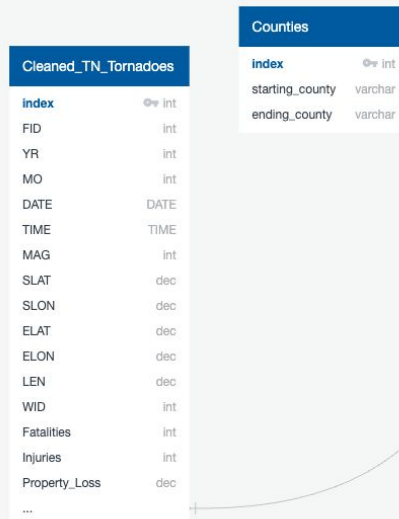 Counties
index int
starting_county varchar
ending_county varchar
Cleaned_TN_Tornadoes
index int
FID int
YR int
MO int
DATE DATE
TIME TIME
MAG int
SLAT dec
SLON dec
ELAT dec
ELON dec
LEN dec
WID int
Fatalities int
Injuries int
Property_Loss dec
...